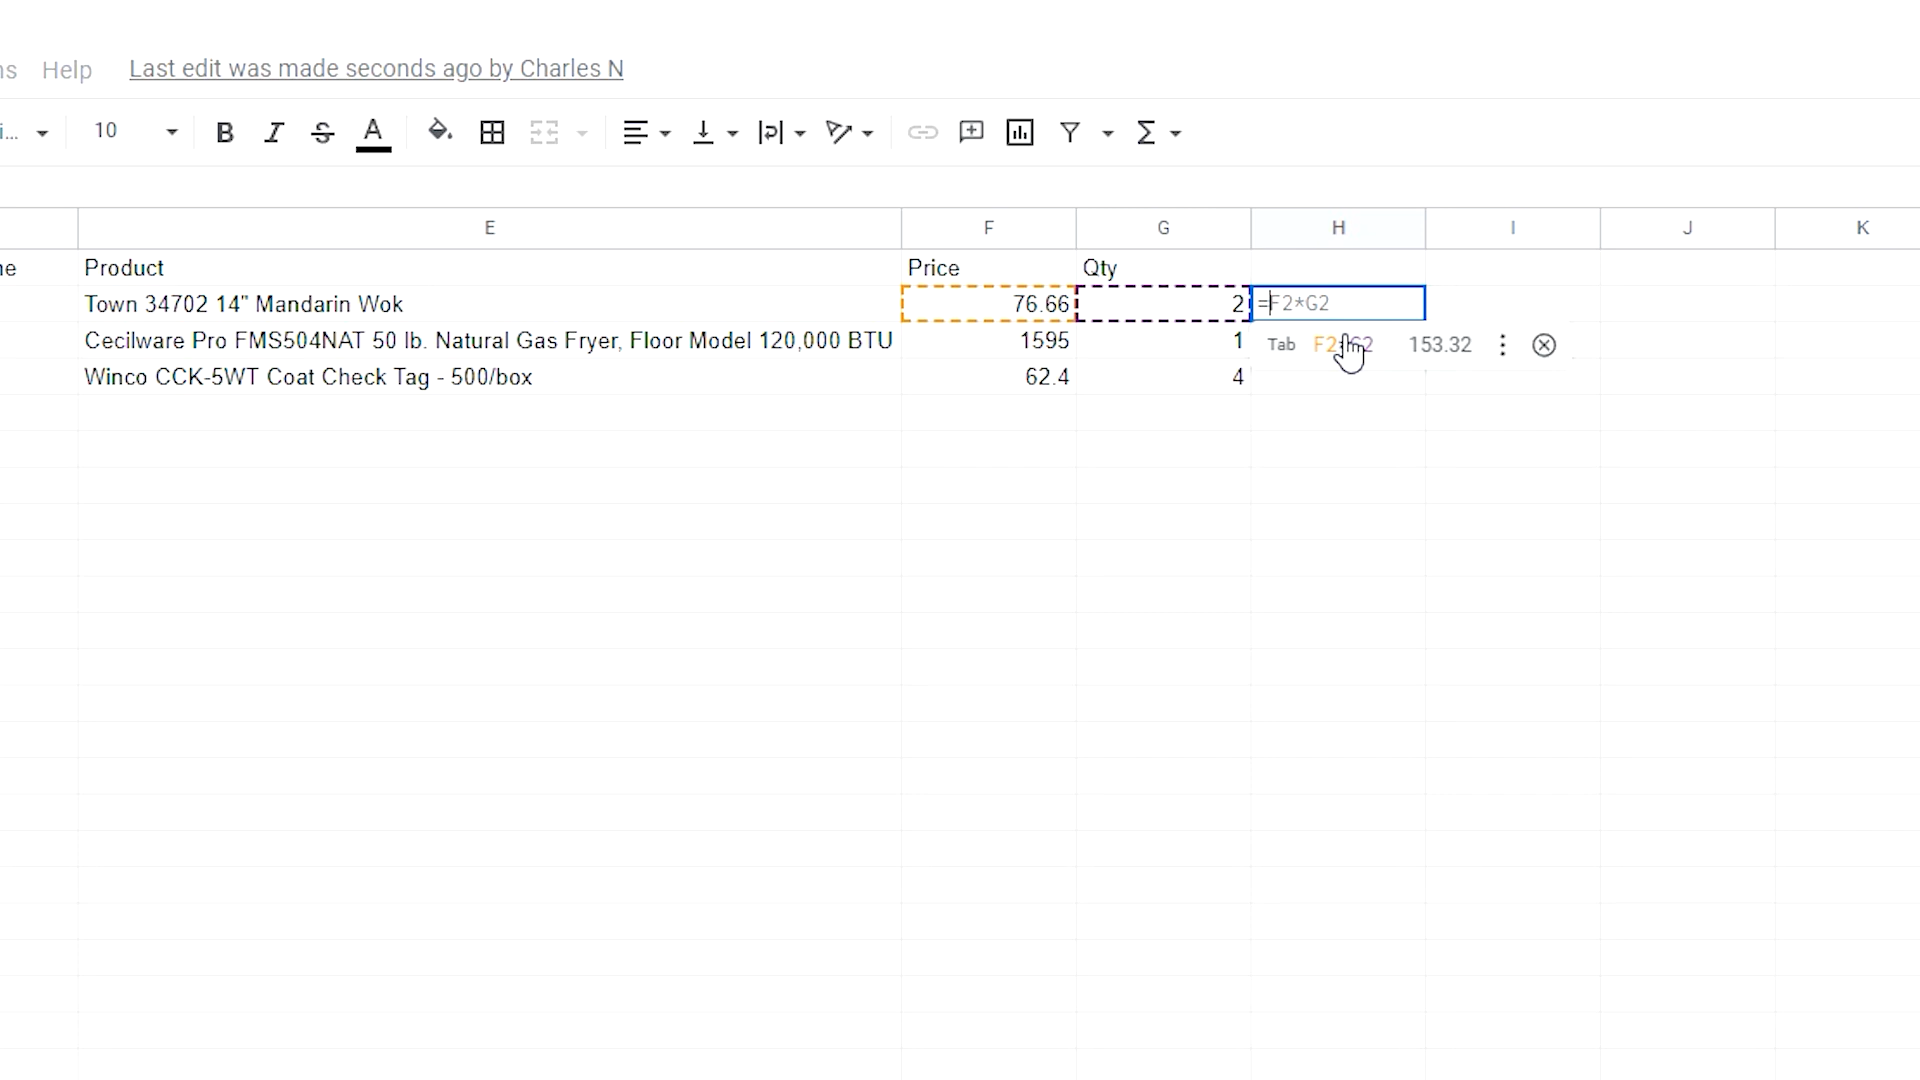 ns Help Last edit was made seconds ago by Charles N
i... 10 B I S A
E F G H I J K
ne Product Price Qty
Town 34702 14" Mandarin Wok 76.66 2 =F2*G2
Cecilware Pro FMS504NAT 50 lb. Natural Gas Fryer, Floor Model 120,000 BTU 1595 1 Tab F2*G2 153.32
Winco CCK-5WT Coat Check Tag - 500/box 62.4 4